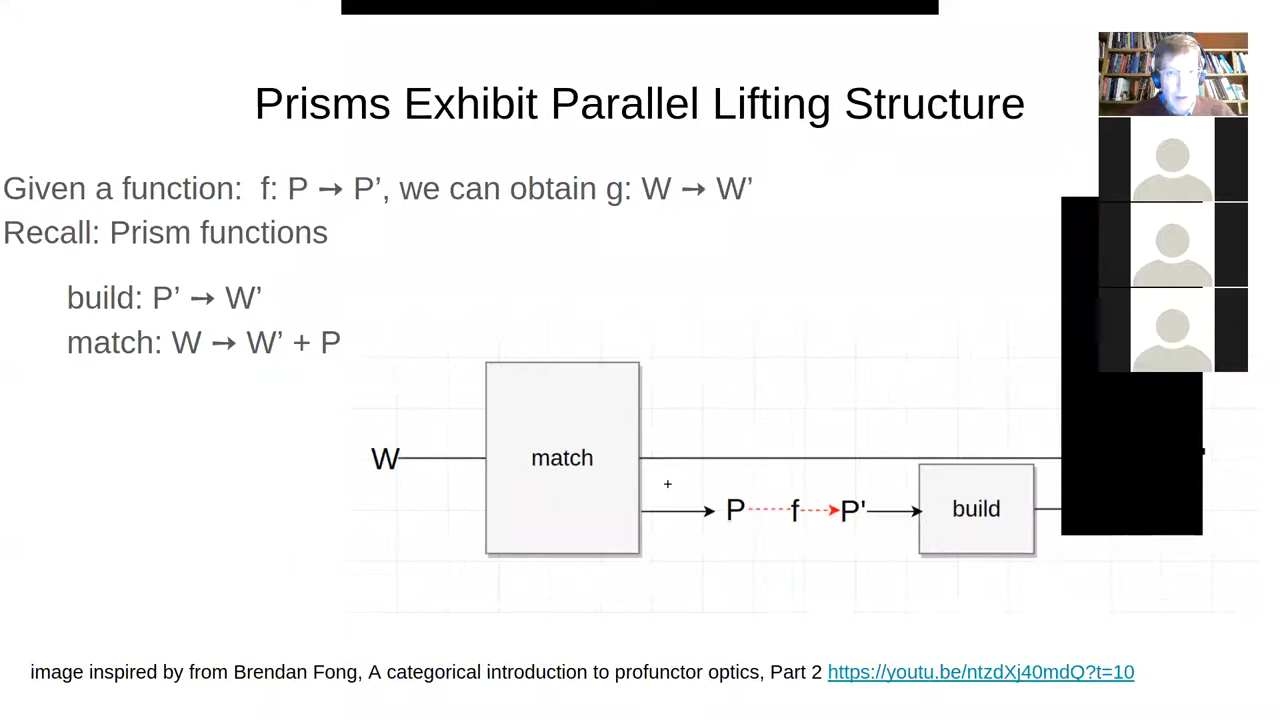 Prisms Exhibit Parallel Lifting Structure
Given a function: f: P → P’, we can obtain g: W → W’
Recall: Prism functions
build: P’ → W’
match: W → W’ + P
W match
+
P f P' build
image inspired by from Brendan Fong, A categorical introduction to profunctor optics, Part 2 https://youtu.be/ntzdXj40mdQ?t=10